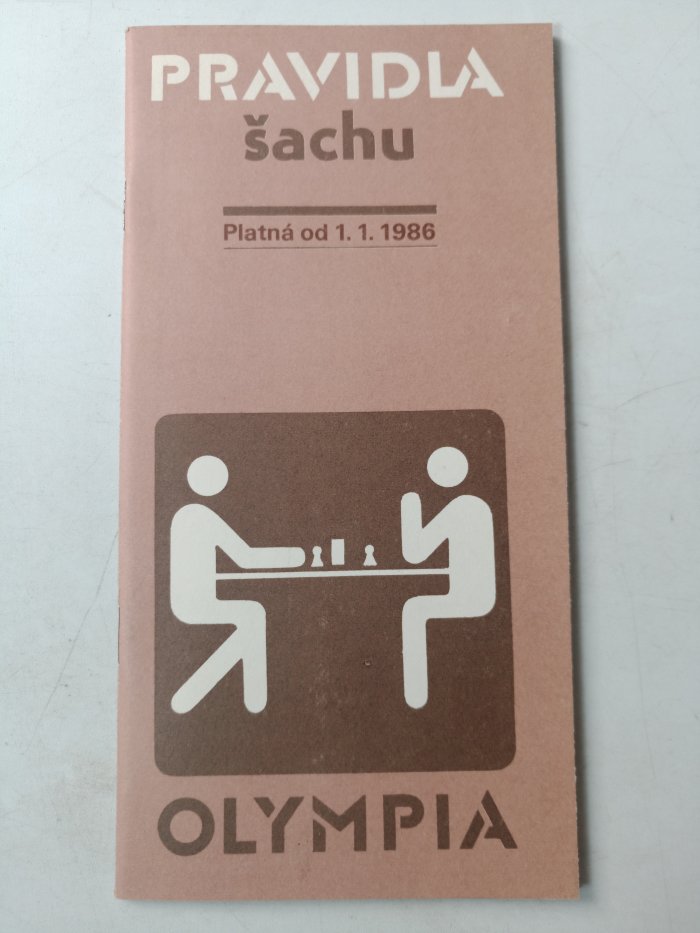 PRAVIDLA
šachu
Platná od 1. 1. 1986
OLYMPIA